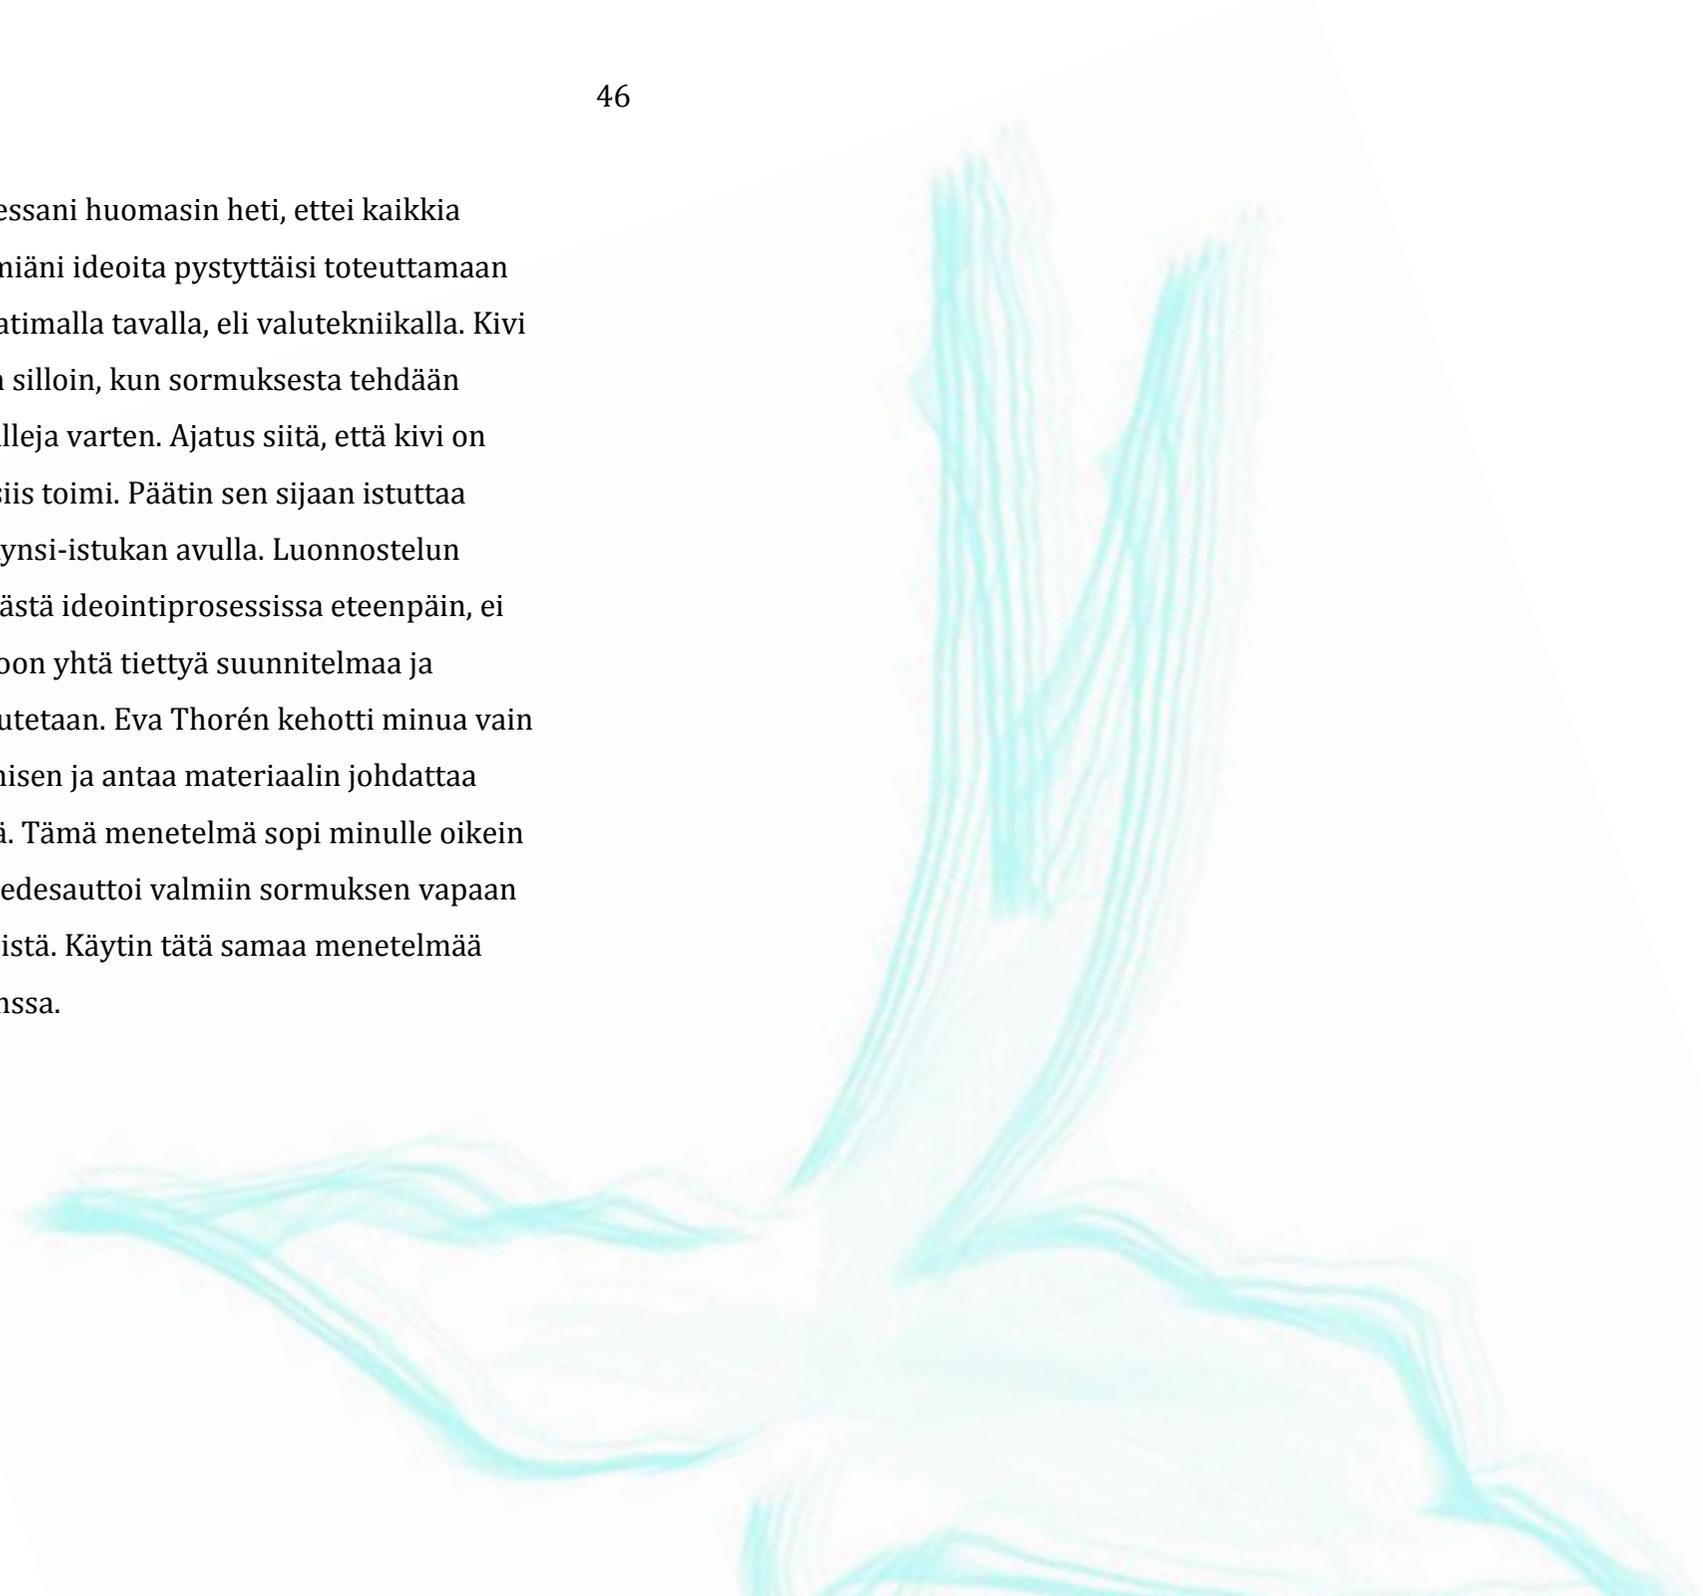 46
essani huomasin heti, ettei kaikkia
miäni ideoita pystyttäisi toteuttamaan
atimalla tavalla, eli valutekniikalla. Kivi
silloin, kun sormuksesta tehdään
lleja varten. Ajatus siitä, että kivi on
siis toimi. Päätin sen sijaan istuttaa
ynsi-istukan avulla. Luonnostelun
ästä ideointiprosessissa eteenpäin, ei
oon yhtä tiettyä suunnitelmaa ja
utetaan. Eva Thorén kehotti minua vain
misen ja antaa materiaalin johdattaa
ä. Tämä menetelmä sopi minulle oikein
edesauttoi valmiin sormuksen vapaan
istä. Käytin tätä samaa menetelmää
nssa.